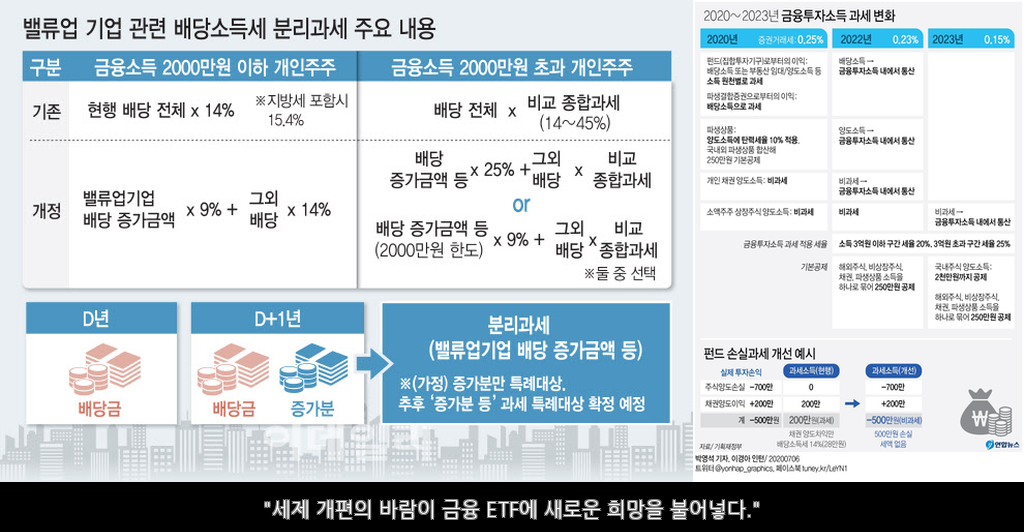 밸류업 기업 관련 배당소득세 분리과세 주요 내용
구분
금융소득 2000만원 이하 개인주주
금융소득 2000만원 초과 개인주주
기존
현행 배당 전체 x 14%
※지방세 포함시
15.4%
배당 전체 x 비교 종합과세
(14~45%)
개정
밸류업기업
배당 증가금액 x 9% + 그외
배당 x 14%
배당
증가금액 등 x 25% + 그외
배당 x 비교
종합과세
or
배당 증가금액 등
(2000만원 한도) x 9% + 그외
배당 x 비교
종합과세
※둘 중 선택
D년
배당금
D+1년
배당금
증가분
분리과세
(밸류업기업 배당 증가금액 등)
※(가정) 증가분만 특례대상.
추후 '증가분 등' 과세 특례대상 확정 예정
2020~2023년 금융투자소득 과세 변화
2020년 증권거래세: 0.25%
2022년 0.23%
2023년 0.15%
펀드(집합투자기구)로부터의 이익:
배당소득 또는 부동산 임대/양도소득 등
소득 원천별로 과세
파생결합증권으로부터의 이익:
배당소득으로 과세
배당소득→
금융투자소득 내에서 통산
파생상품:
양도소득에 탄력세율 10% 적용.
국내외 파생상품 합산해
250만원 기본공제
양도소득→
금융투자소득 내에서 통산
개인 채권 양도소득: 비과세
비과세→
금융투자소득 내에서 통산
소액주주 상장주식 양도소득: 비과세
비과세
비과세→
금융투자소득 내에서 통산
금융투자소득 과세 적용 세율
소득 3억원 이하 구간 세율 20%, 3억원 초과 구간 세율 25%
기본공제
해외주식, 비상장주식,
채권, 파생상품 소득을
하나로 묶어 250만원 공제
국내주식 양도소득:
2천만원까지 공제
해외주식, 비상장주식,
채권, 파생상품 소득을
하나로 묶어 250만원 공제
펀드 손실과세 개선 예시
실제 투자손익
과세소득(현행)
과세소득(개선)
주식양도손실 -700만 0 -700만
채권양도이익 +200만 200만 +200만
계 -500만원 200만원(과세) -500만원(비과세)
채권 양도차익만
배당소득세 14%(28만원)
500만원 손실
세액 없음
자료/ 기획재정부
연합뉴스
박영석 기자, 이경아 인턴/ 20200706
트위터 @yonhap_graphics, 페이스북 tuney.kr/LeYN1
"세제 개편의 바람이 금융 ETF에 새로운 희망을 불어넣다."